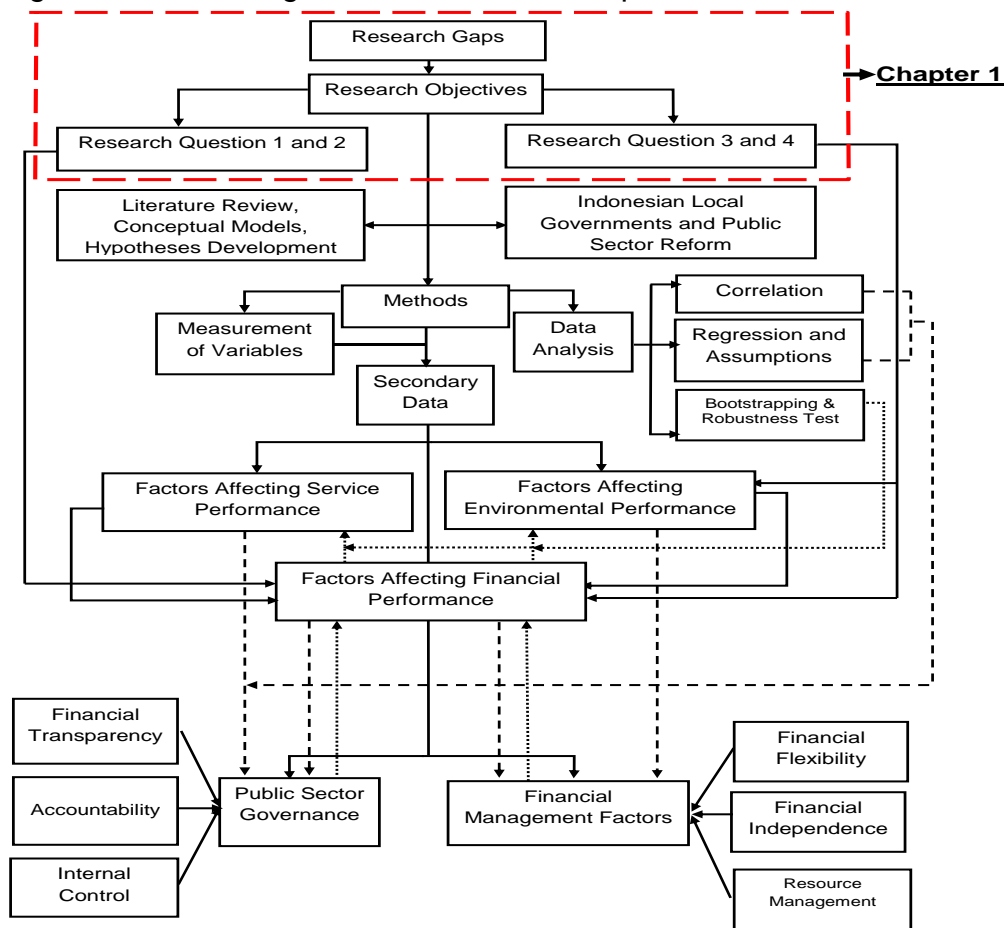 Research Gaps
Chapter 1
Research Objectives
Research Question 1 and 2
Research Question 3 and 4
Literature Review,
Conceptual Models,
Hypotheses Development
Indonesian Local
Governments and Public
Sector Reform
Methods
Correlation
Measurement
of Variables
Data
Analysis
Regression and
Assumptions
Secondary
Data
Bootstrapping &
Robustness Test
Factors Affecting Service
Performance
Factors Affecting
Environmental Performance
Factors Affecting Financial
Performance
Financial
Transparency
Accountability
Internal
Control
Public Sector
Governance
Financial
Management Factors
Financial
Flexibility
Financial
Independence
Resource
Management